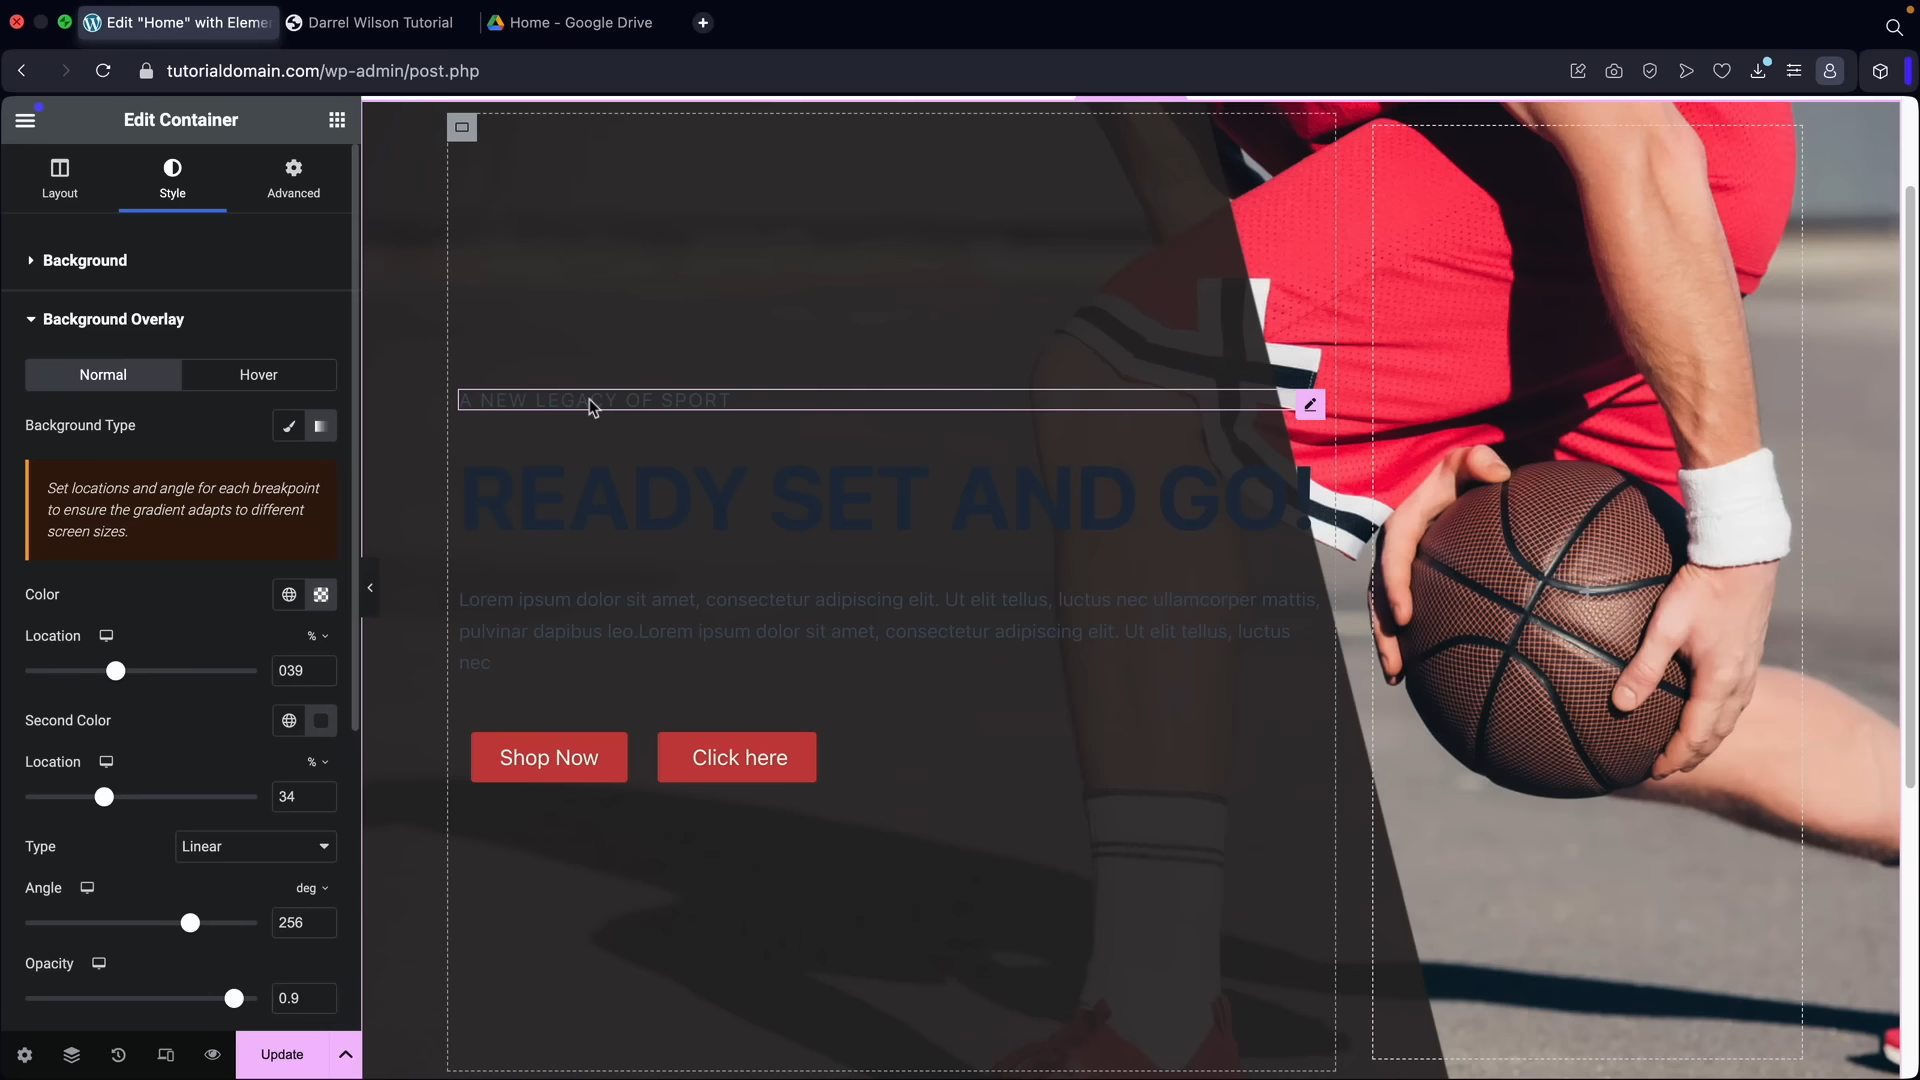 Edit "Home" with Eleme
Darrel Wilson Tutorial
Home - Google Drive
tutorialdomain.com/wp-admin/post.php
Edit Container
Layout
Style
Advanced
Background
Background Overlay
Normal
Hover
Background Type
Set locations and angle for each breakpoint
to ensure the gradient adapts to different
screen sizes.
Color
Location
%
039
Second Color
Location
%
34
Type
Linear
Angle
deg
256
Opacity
0.9
Update
A NEW LEGACY OF SPORT
READY SET AND GO!
Lorem ipsum dolor sit amet, consectetur adipiscing elit. Ut elit tellus, luctus nec ullamcorper mattis,
pulvinar dapibus leo.Lorem ipsum dolor sit amet, consectetur adipiscing elit. Ut elit tellus, luctus
nec
Shop Now
Click here